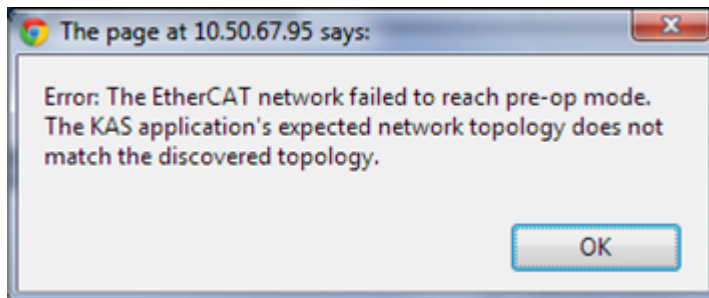 The page at 10.50.67.95 says:
Error: The EtherCAT network failed to reach pre-op mode.
The KAS application's expected network topology does not
match the discovered topology.
OK